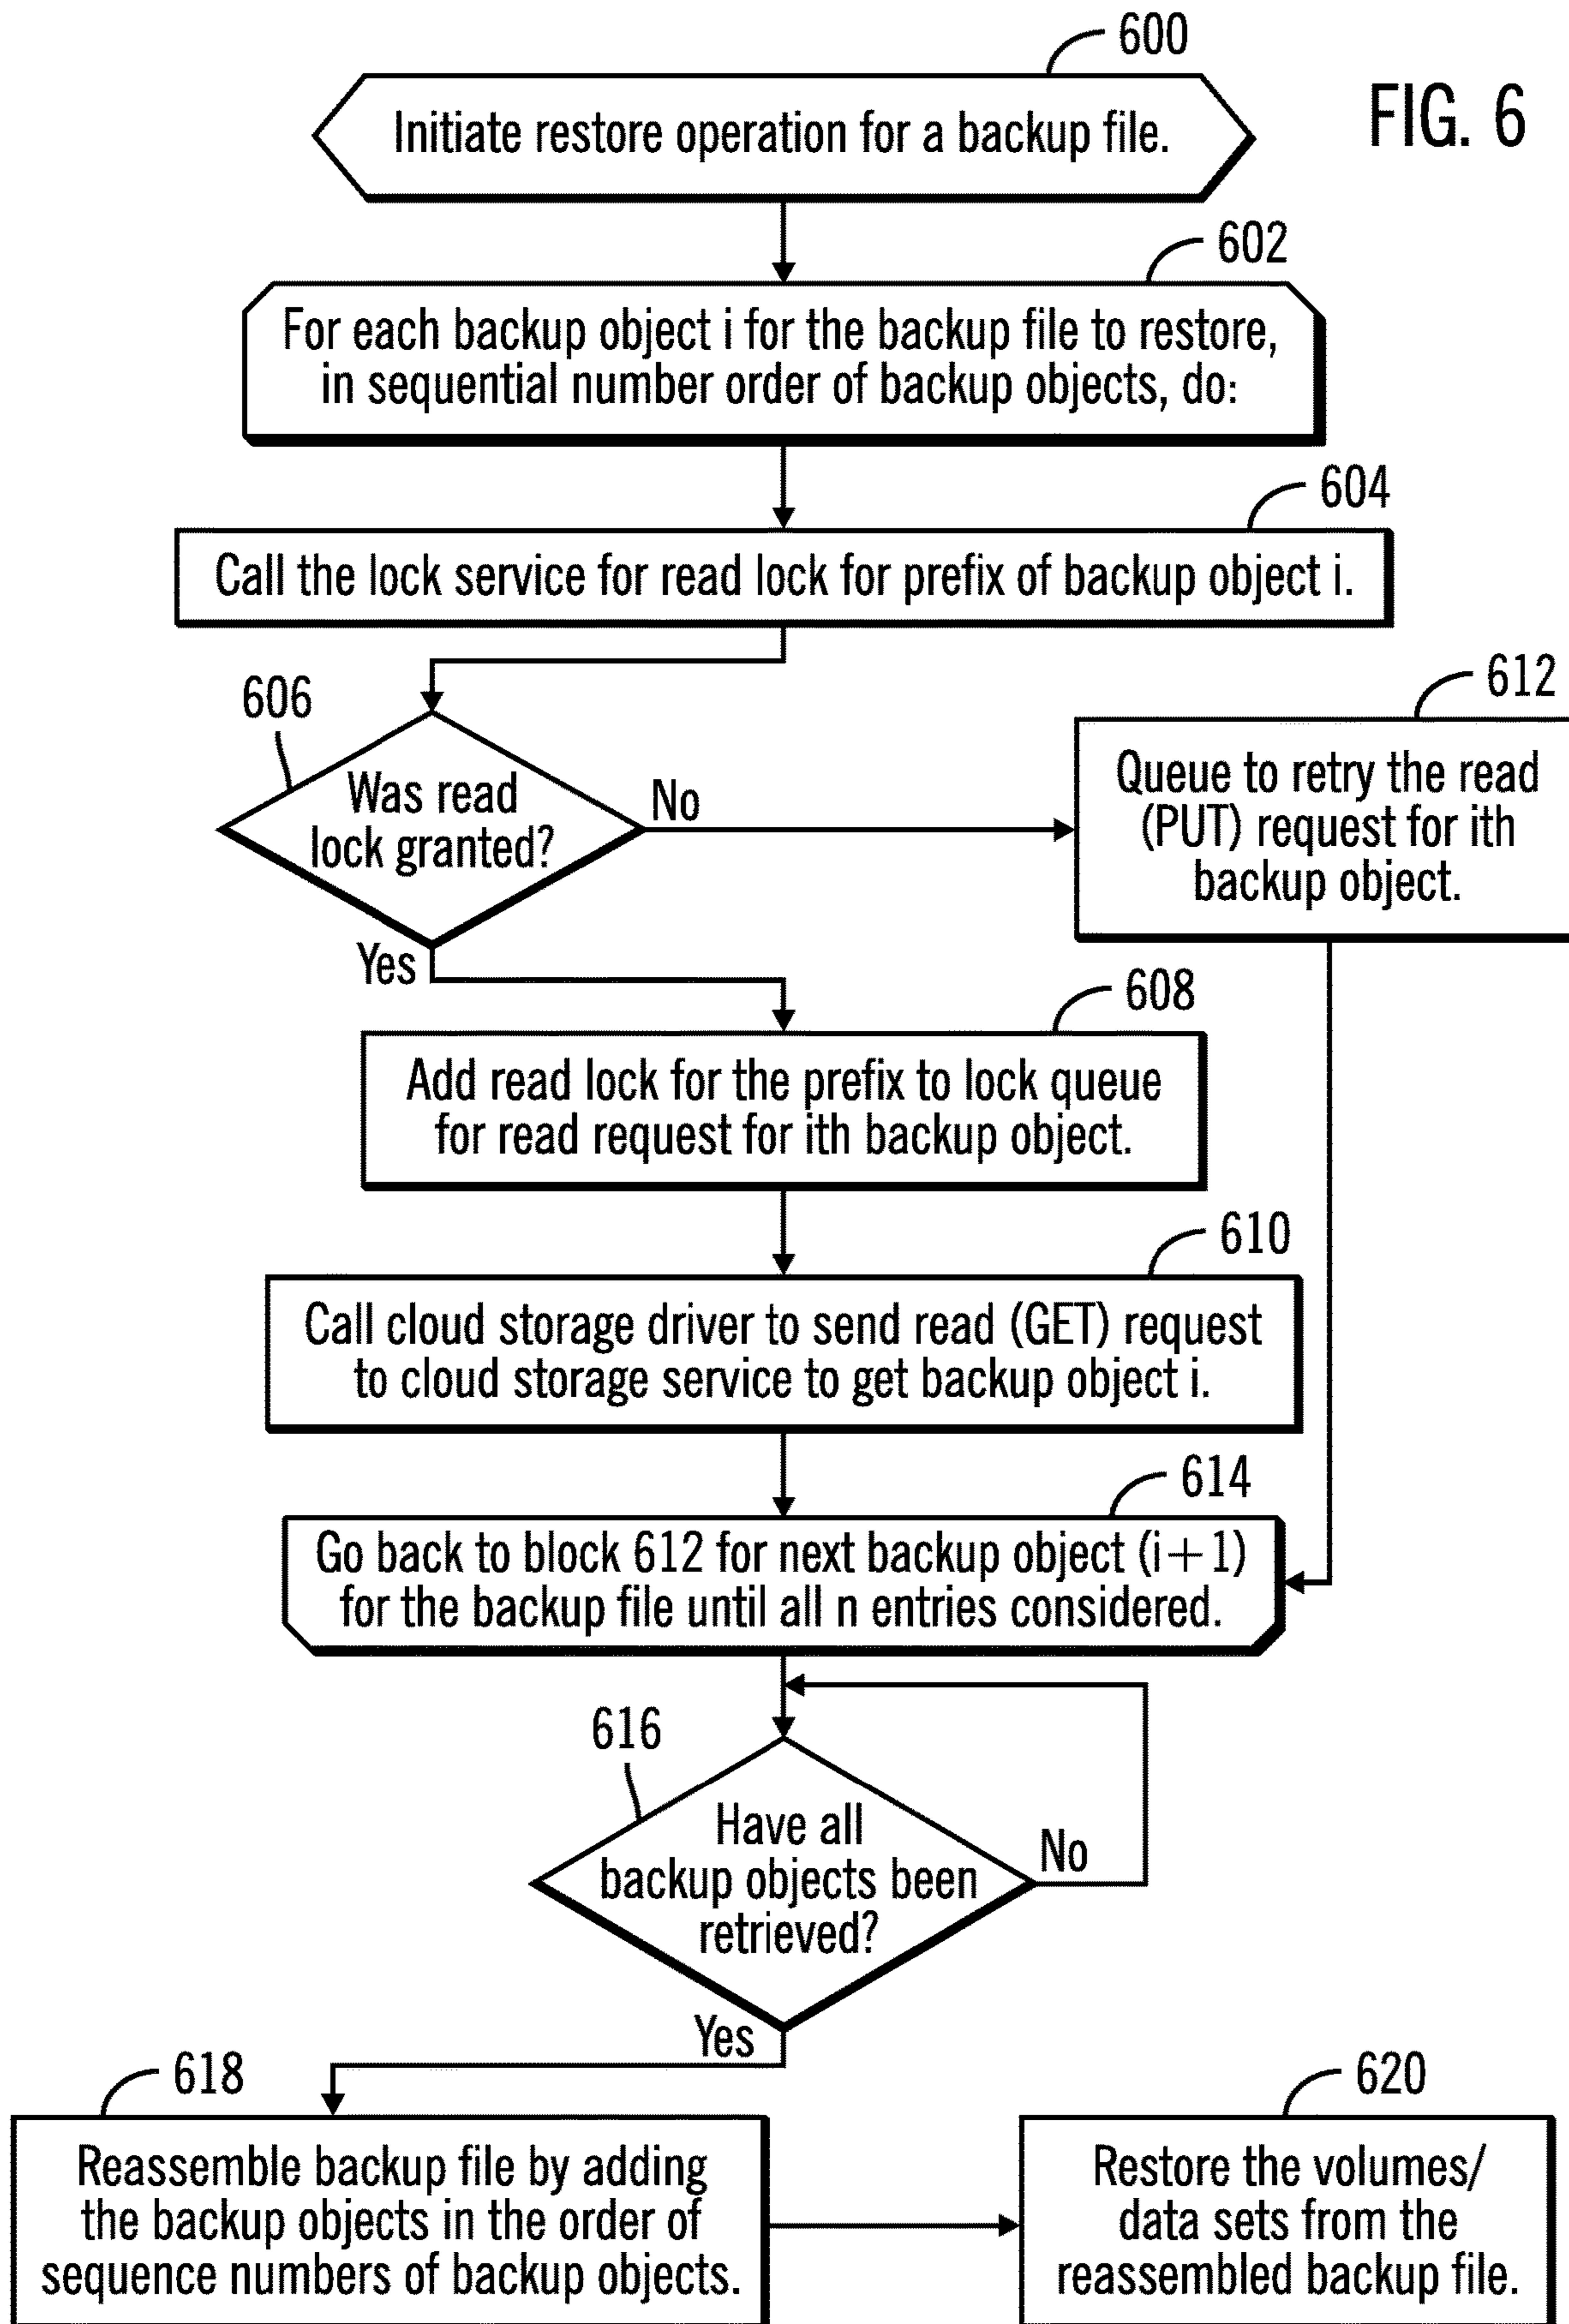 600
FIG. 6
Initiate restore operation for a backup file.
602
For each backup object i for the backup file to restore,
in sequential number order of backup objects, do:
604
Call the lock service for read lock for prefix of backup object i.
606
Was read
lock granted?
No
Yes
612
Queue to retry the read
(PUT) request for ith
backup object.
608
Add read lock for the prefix to lock queue
for read request for ith backup object.
610
Call cloud storage driver to send read (GET) request
to cloud storage service to get backup object i.
614
Go back to block 612 for next backup object (i+1)
for the backup file until all n entries considered.
616
Have all
backup objects been
retrieved?
No
Yes
618
Reassemble backup file by adding
the backup objects in the order of
sequence numbers of backup objects.
620
Restore the volumes/
data sets from the
reassembled backup file.